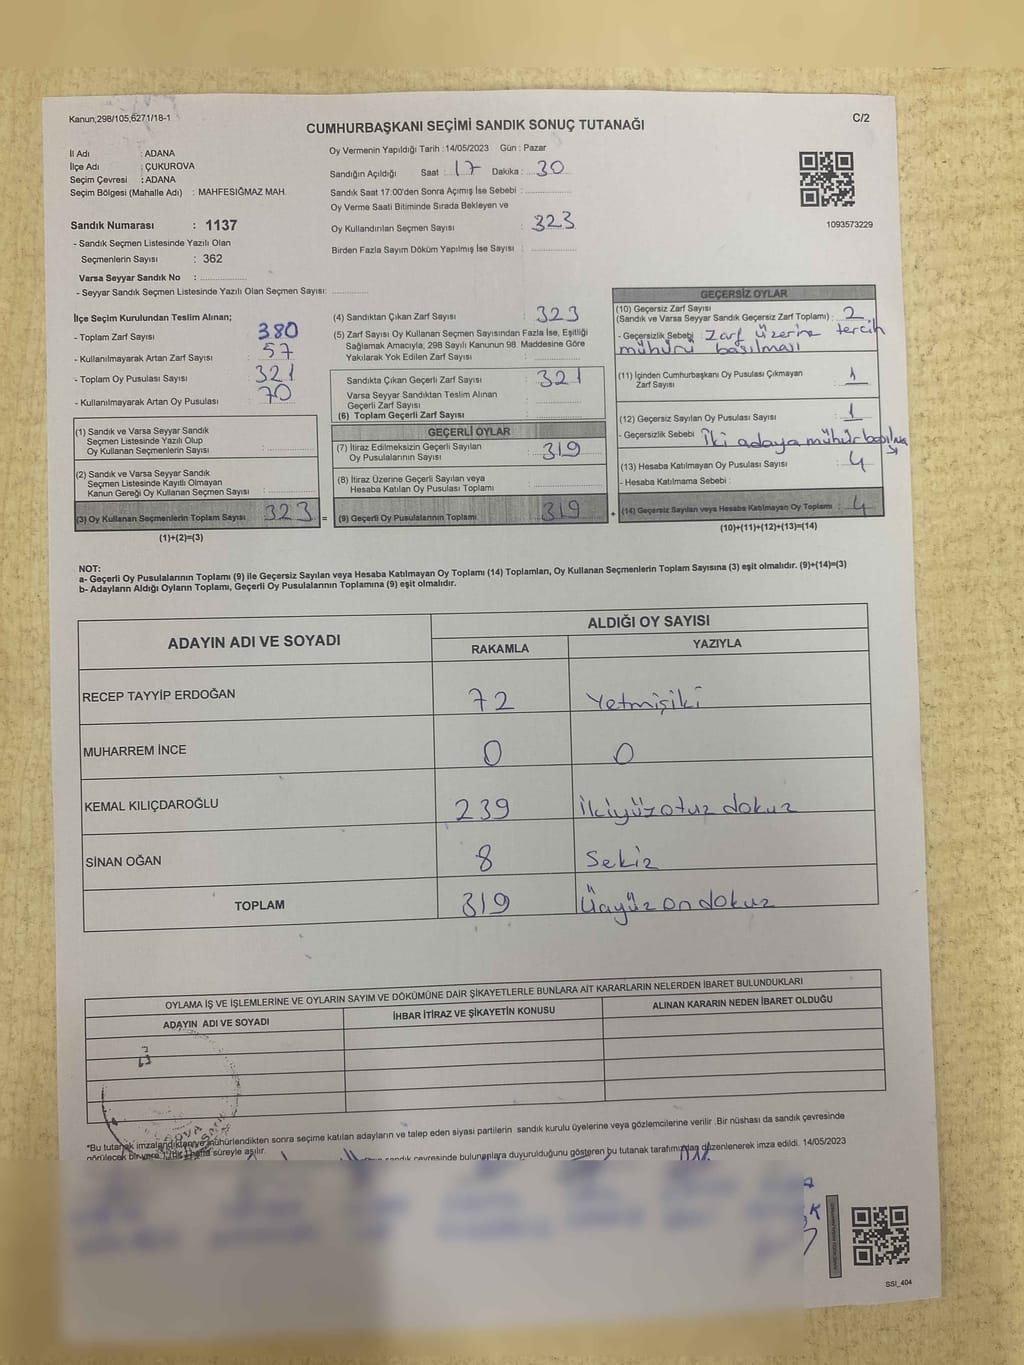 Kanun,298/105,6271/18-1
C/2
CUMHURBAŞKANI SEÇİMİ SANDIK SONUÇ TUTANAĞI
İl Adı : ADANA
İlçe Adı : ÇUKUROVA
Seçim Çevresi : ADANA
Seçim Bölgesi (Mahalle Adı) : MAHFESIĞMAZ MAH.
Sandık Numarası : 1137
- Sandık Seçmen Listesinde Yazılı Olan
Seçmenlerin Sayısı : 362
Varsa Seyyar Sandık No :
- Seyyar Sandık Seçmen Listesinde Yazılı Olan Seçmen Sayısı:
Oy Vermenin Yapıldığı Tarih :14/05/2023 Gün : Pazar
Sandığın Açıldığı Saat : 17 Dakika : 30
Sandık Saat 17:00'den Sonra Açımış İse Sebebi :
Oy Verme Saati Bitiminde Sırada Bekleyen ve
Oy Kullandırılan Seçmen Sayısı : 323
Birden Fazla Sayım Döküm Yapılmış İse Sayısı :
1093573229
İlçe Seçim Kurulundan Teslim Alınan;
- Toplam Zarf Sayısı : 380
- Kullanılmayarak Artan Zarf Sayısı : 57
- Toplam Oy Pusulası Sayısı : 321
- Kullanılmayarak Artan Oy Pusulası : 70
(1) Sandık ve Varsa Seyyar Sandık
Seçmen Listesinde Yazılı Olup
Oy Kullanan Seçmenlerin Sayısı :
(2) Sandık ve Varsa Seyyar Sandık
Seçmen Listesinde Kayıtlı Olmayan
Kanun Gereği Oy Kullanan Seçmen Sayısı :
(3) Oy Kullanan Seçmenlerin Toplam Sayısı 323 =
(1)+(2)=(3)
(4) Sandıktan Çıkan Zarf Sayısı : 323
(5) Zarf Sayısı Oy Kullanan Seçmen Sayısından Fazla İse, Eşitliği
Sağlamak Amacıyla, 298 Sayılı Kanunun 98. Maddesine Göre
Yakılarak Yok Edilen Zarf Sayısı :
Sandıkta Çıkan Geçerli Zarf Sayısı : 321
Varsa Seyyar Sandıktan Teslim Alınan
Geçerli Zarf Sayısı :
(6) Toplam Geçerli Zarf Sayısı :
GEÇERLİ OYLAR
(7) İtiraz Edilmeksizin Geçerli Sayılan
Oy Pusulalarının Sayısı : 319
(8) İtiraz Üzerine Geçerli Sayılan veya
Hesaba Katılan Oy Pusulası Toplamı :
(9) Geçerli Oy Pusulalarının Toplamı : 319 +
GEÇERSİZ OYLAR
(10) Geçersiz Zarf Sayısı
(Sandık ve Varsa Seyyar Sandık Geçersiz Zarf Toplamı) : 2
- Geçersizlik Sebebi : Zarf üzerine tercih
mühürü basılması
(11) İçinden Cumhurbaşkanı Oy Pusulası Çıkmayan
Zarf Sayısı : 1
(12) Geçersiz Sayılan Oy Pusulası Sayısı : 1
- Geçersizlik Sebebi : İki adaya mühür basılması
(13) Hesaba Katılmayan Oy Pusulası Sayısı : 4
- Hesaba Katılmama Sebebi :
(14) Geçersiz Sayılan veya Hesaba Katılmayan Oy Toplamı : 4
(10)+(11)+(12)+(13)=(14)
NOT:
a- Geçerli Oy Pusulalarının Toplamı (9) ile Geçersiz Sayılan veya Hesaba Katılmayan Oy Toplamı (14) Toplamları, Oy Kullanan Seçmenlerin Toplam Sayısına (3) eşit olmalıdır. (9)+(14)=(3)
b- Adayların Aldığı Oyların Toplamı, Geçerli Oy Pusulalarının Toplamına (9) eşit olmalıdır.
ADAYIN ADI VE SOYADI
ALDIĞI OY SAYISI
RAKAMLA YAZIYLA
RECEP TAYYİP ERDOĞAN 72 Yetmişiki
MUHARREM İNCE 0 0
KEMAL KILIÇDAROĞLU 239 İkiyüzotuz dokuz
SİNAN OĞAN 8 Sekiz
TOPLAM 319 Üçyüz on dokuz
OYLAMA İŞ VE İŞLEMLERİNE VE OYLARIN SAYIM VE DÖKÜMÜNE DAİR ŞİKAYETLERLE BUNLARA AİT KARARLARIN NELERDEN İBARET BULUNDUKLARI
ADAYIN ADI VE SOYADI İHBAR İTİRAZ VE ŞİKAYETİN KONUSU ALINAN KARARIN NEDEN İBARET OLDUĞU
*Bu tutanak imzalandıktan ve mühürlendikten sonra seçime katılan adayların ve talep eden siyasi partilerin sandık kurulu üyelerine veya gözlemcilerine verilir .Bir nüshası da sandık çevresinde
görülecek bir yere 1 (Bir) hafta süreyle asılır.
sandık çevresinde bulunanlara duyurulduğunu gösteren bu tutanak tarafımızdan düzenlenerek imza edildi. 14/05/2023
SSI_404